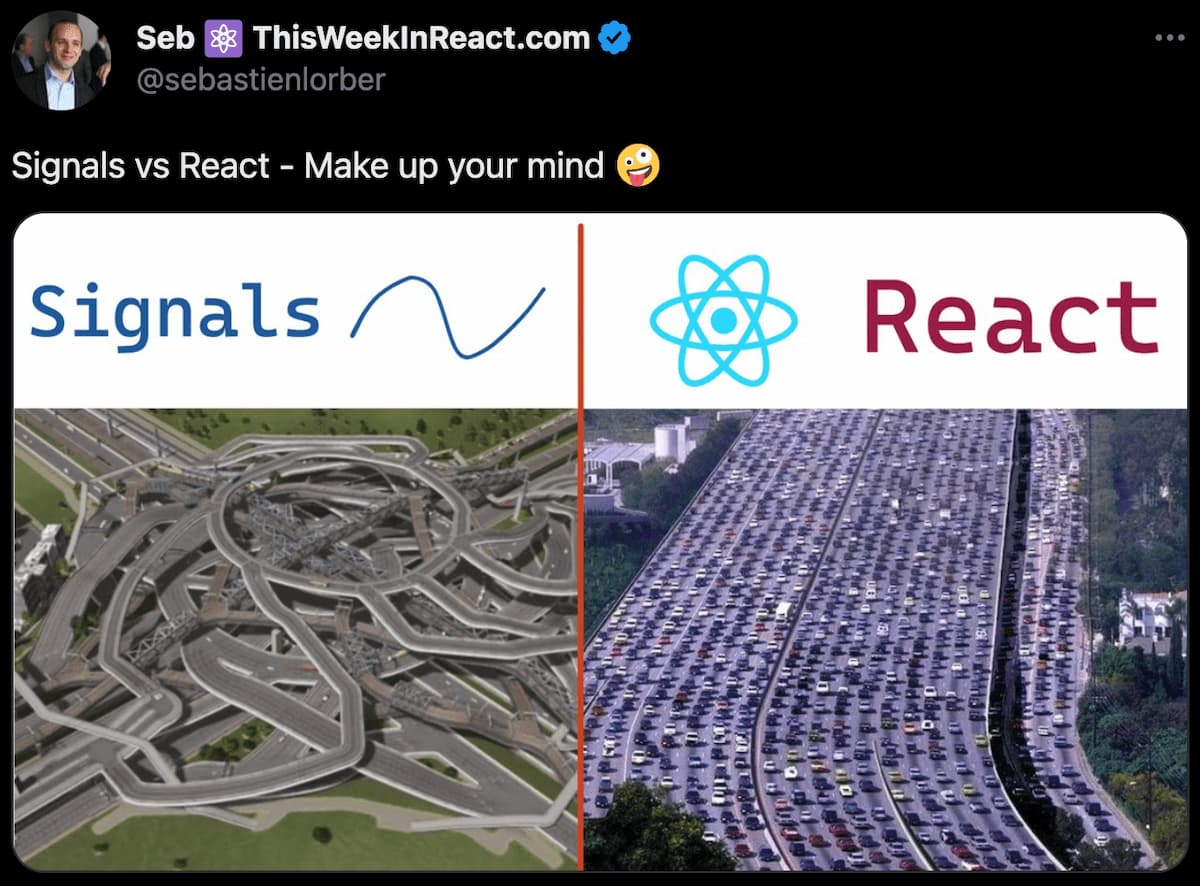 Seb ⚛️ ThisWeekInReact.com
@sebastienlorber
Signals vs React - Make up your mind 🤪
Signals
React